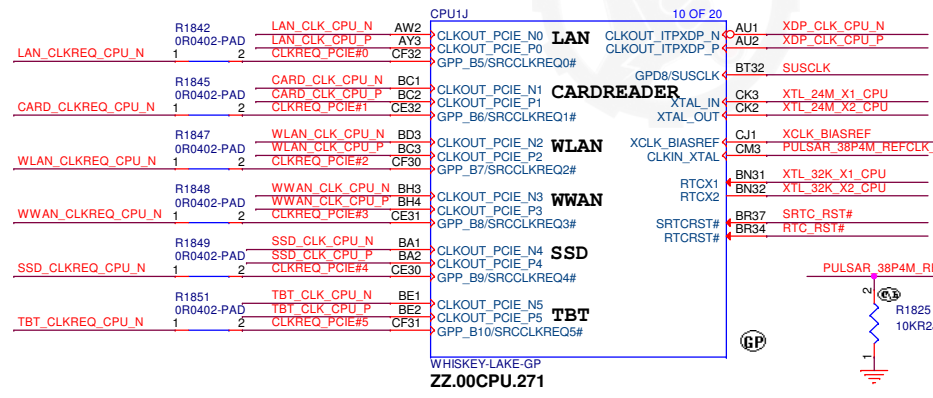 CPU1J 10 OF 20
R1842 LAN_CLK_CPU_N AW2 CLKOUT_PCIE_N0 LAN CLKOUT_ITPXDP_N AU1 XDP_CLK_CPU_N
0R0402-PAD LAN_CLK_CPU_P AY3 CLKOUT_PCIE_P0 CLKOUT_ITPXDP_P AU2 XDP_CLK_CPU_P
LAN_CLKREQ_CPU_N 1 2 CLKREQ_PCIE#0 CF32 GPP_B5/SRCCLKREQ0#
GPD8/SUSCLK BT32 SUSCLK
R1845 CARD_CLK_CPU_N BC1 CLKOUT_PCIE_N1 CARDREADER
0R0402-PAD CARD_CLK_CPU_P BC2 CLKOUT_PCIE_P1 XTAL_IN CK3 XTL_24M_X1_CPU
CARD_CLKREQ_CPU_N 1 2 CLKREQ_PCIE#1 CE32 GPP_B6/SRCCLKREQ1# XTAL_OUT CK2 XTL_24M_X2_CPU
R1847 WLAN_CLK_CPU_N BD3 CLKOUT_PCIE_N2 WLAN XCLK_BIASREF CJ1 XCLK_BIASREF
0R0402-PAD WLAN_CLK_CPU_P BC3 CLKOUT_PCIE_P2 CLKIN_XTAL CM3 PULSAR_38P4M_REFCLK_
WLAN_CLKREQ_CPU_N 1 2 CLKREQ_PCIE#2 CF30 GPP_B7/SRCCLKREQ2#
RTCX1 BN31 XTL_32K_X1_CPU
R1848 WWAN_CLK_CPU_N BH3 CLKOUT_PCIE_N3 WWAN RTCX2 BN32 XTL_32K_X2_CPU
0R0402-PAD WWAN_CLK_CPU_P BH4 CLKOUT_PCIE_P3
WWAN_CLKREQ_CPU_N 1 2 CLKREQ_PCIE#3 CE31 GPP_B8/SRCCLKREQ3# SRTCRST# BR37 SRTC_RST#
RTCRST# BR34 RTC_RST#
R1849 SSD_CLK_CPU_N BA1 CLKOUT_PCIE_N4 SSD
0R0402-PAD SSD_CLK_CPU_P BA2 CLKOUT_PCIE_P4
SSD_CLKREQ_CPU_N 1 2 CLKREQ_PCIE#4 CE30 GPP_B9/SRCCLKREQ4# PULSAR_38P4M_RE
R1851 TBT_CLK_CPU_N BE1 CLKOUT_PCIE_N5 2
0R0402-PAD TBT_CLK_CPU_P BE2 CLKOUT_PCIE_P5 TBT R1825
TBT_CLKREQ_CPU_N 1 2 CLKREQ_PCIE#5 CF31 GPP_B10/SRCCLKREQ5# 10KR2
GP 1
WHISKEY-LAKE-GP
ZZ.00CPU.271